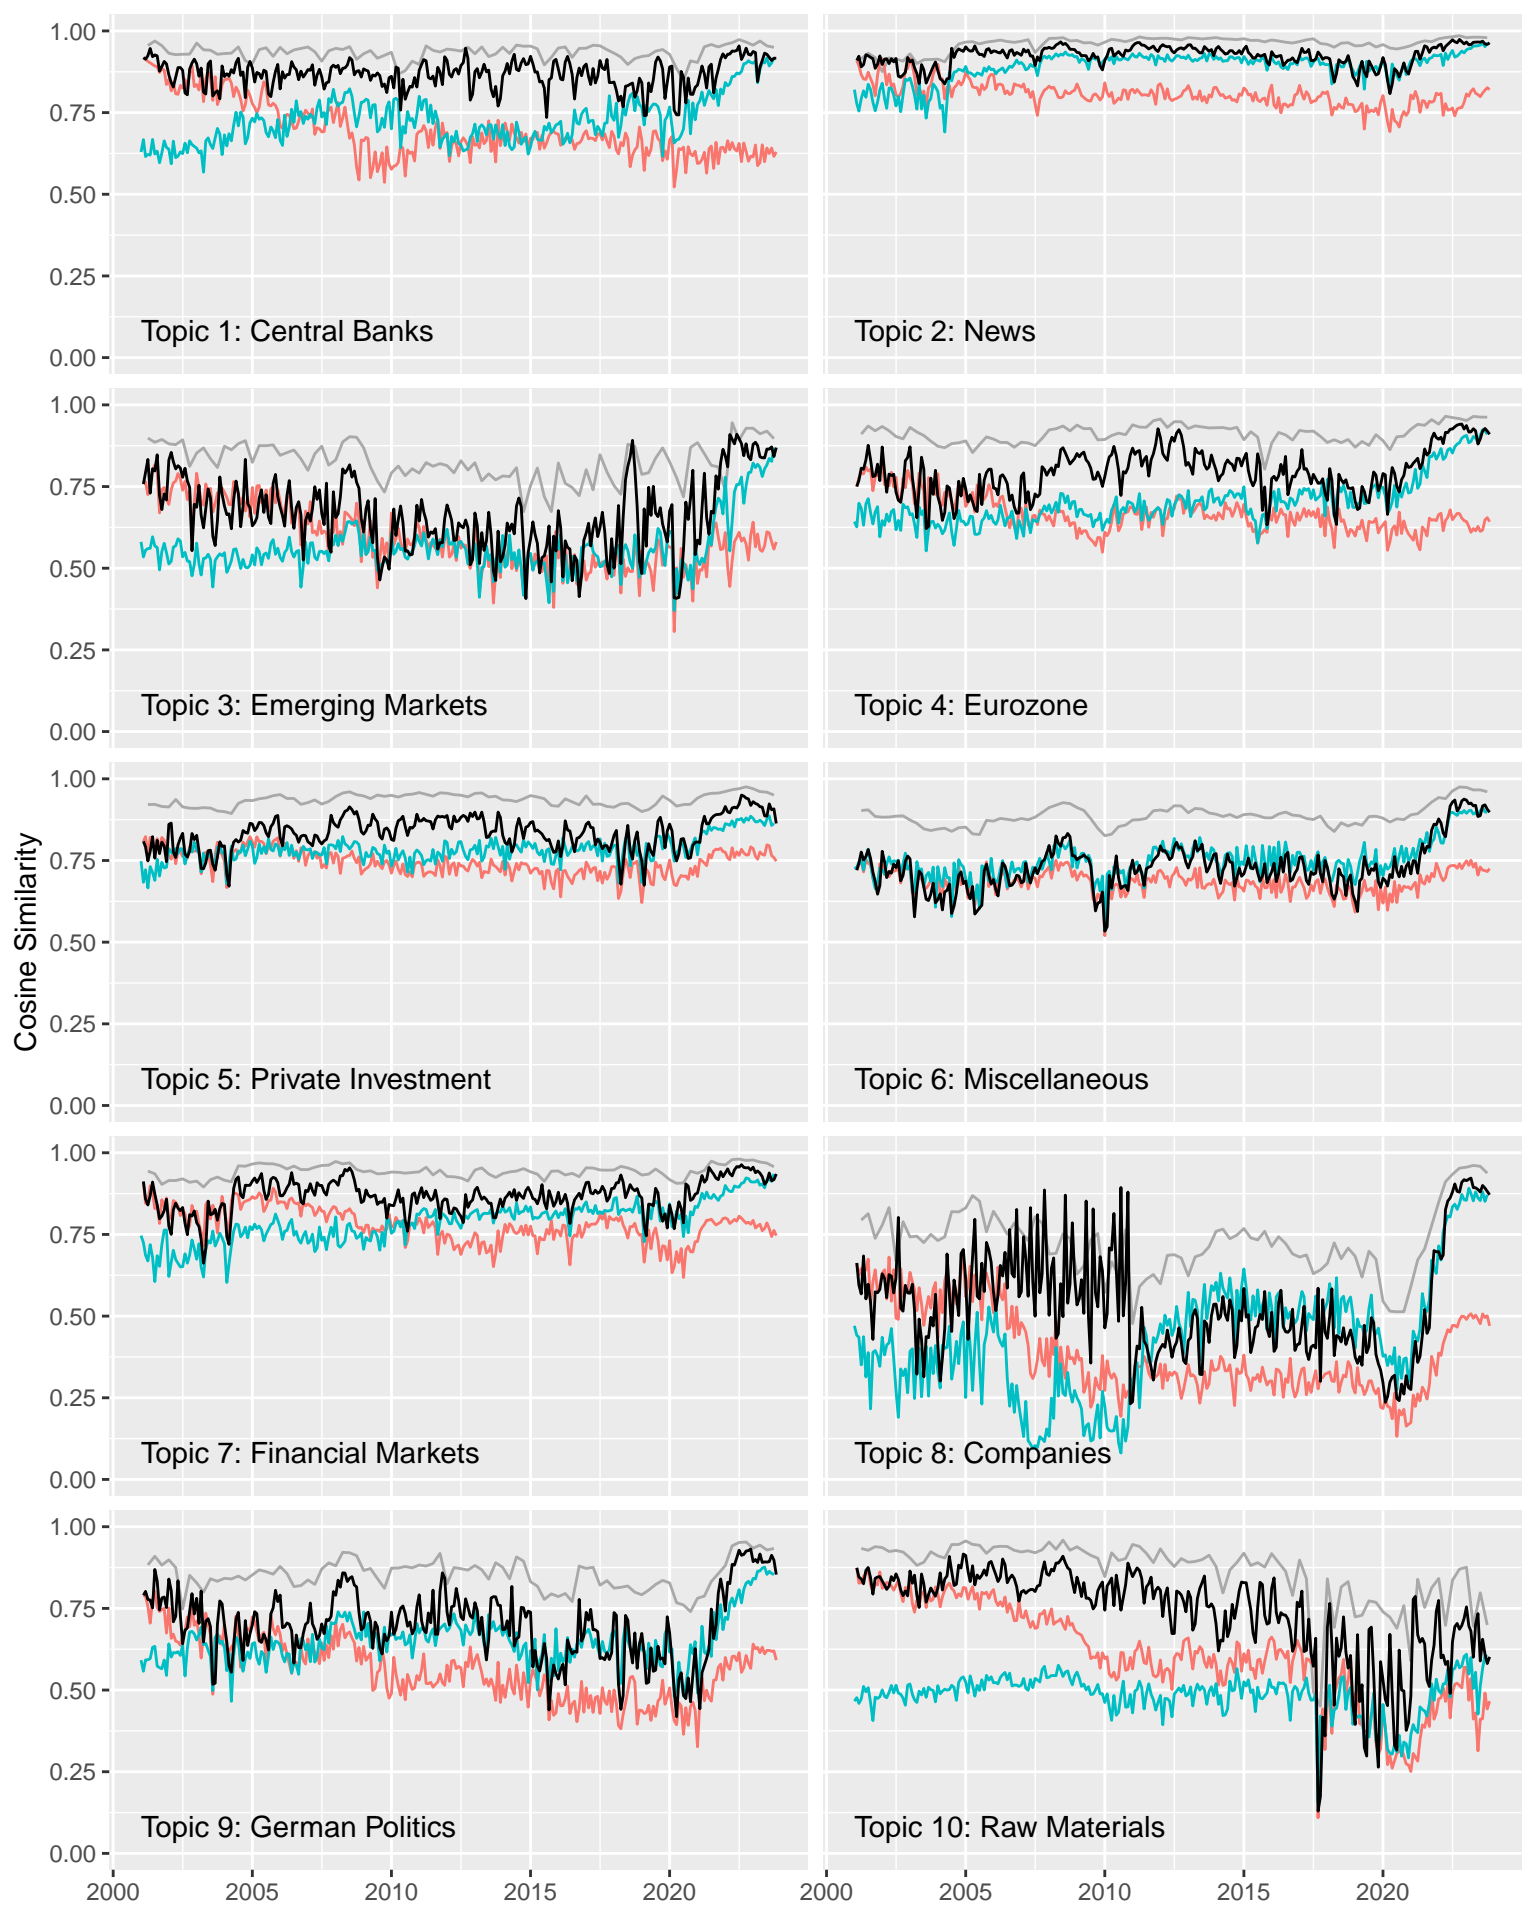 Cosine Similarity
1.00
0.75
0.50
0.25
0.00
Topic 1: Central Banks
Topic 2: News
1.00
0.75
0.50
0.25
0.00
Topic 3: Emerging Markets
Topic 4: Eurozone
1.00
0.75
0.50
0.25
0.00
Topic 5: Private Investment
Topic 6: Miscellaneous
1.00
0.75
0.50
0.25
0.00
Topic 7: Financial Markets
Topic 8: Companies
1.00
0.75
0.50
0.25
0.00
Topic 9: German Politics
Topic 10: Raw Materials
2000 2005 2010 2015 2020
2000 2005 2010 2015 2020